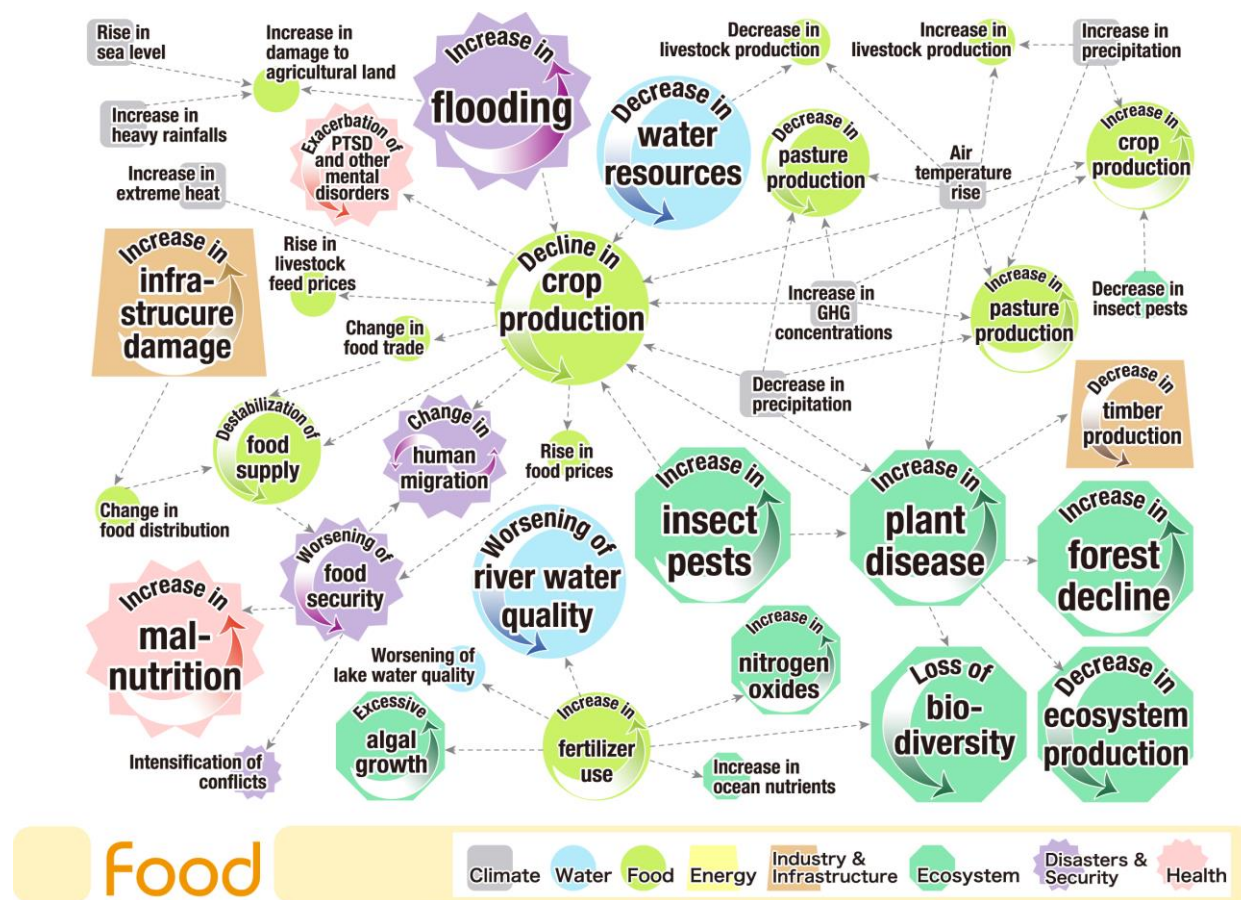 Rise in
sea level
Increase in
damage to
agricultural land
Increase in
flooding
Decrease in
livestock production
Increase in
livestock production
Increase in
precipitation
Increase in
heavy rainfalls
Exacerbation of
PTSD
and other
mental
disorders
Decrease in
water
resources
Decrease in
pasture
production
Air
temperature
rise
Increase in
crop
production
Increase in
extreme heat
Increase in
infra-
strucure
damage
Rise in
livestock
feed prices
Decline in
crop
production
Increase in
GHG
concentrations
Increase in
pasture
production
Decrease in
insect pests
Change in
food trade
Decrease in
precipitation
Decrease in
timber
production
Destabilization of
food
supply
Change in
human
migration
Rise in
food prices
Increase in
insect
pests
Increase in
plant
disease
Increase in
forest
decline
Change in
food distribution
Worsening of
food
security
Worsening of
river water
quality
Increase in
mal-
nutrition
Worsening of
lake water quality
Increase in
nitrogen
oxides
Loss of
bio-
diversity
Decrease in
ecosystem
production
Excessive
algal
growth
Increase in
fertilizer
use
Intensification of
conflicts
Increase in
ocean nutrients
Food
Climate
Water
Food
Energy
Industry &
Infrastructure
Ecosystem
Disasters &
Security
Health